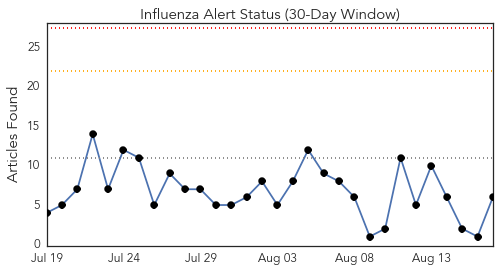 Influenza Alert Status (30-Day Window)
Articles Found
25
20
15
10
5
0
Jul 19 Jul 24 Jul 29 Aug 03 Aug 08 Aug 13